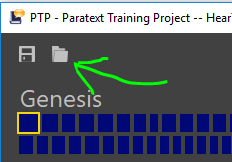 PTP - Paratext Training Project -- Hear
Genesis